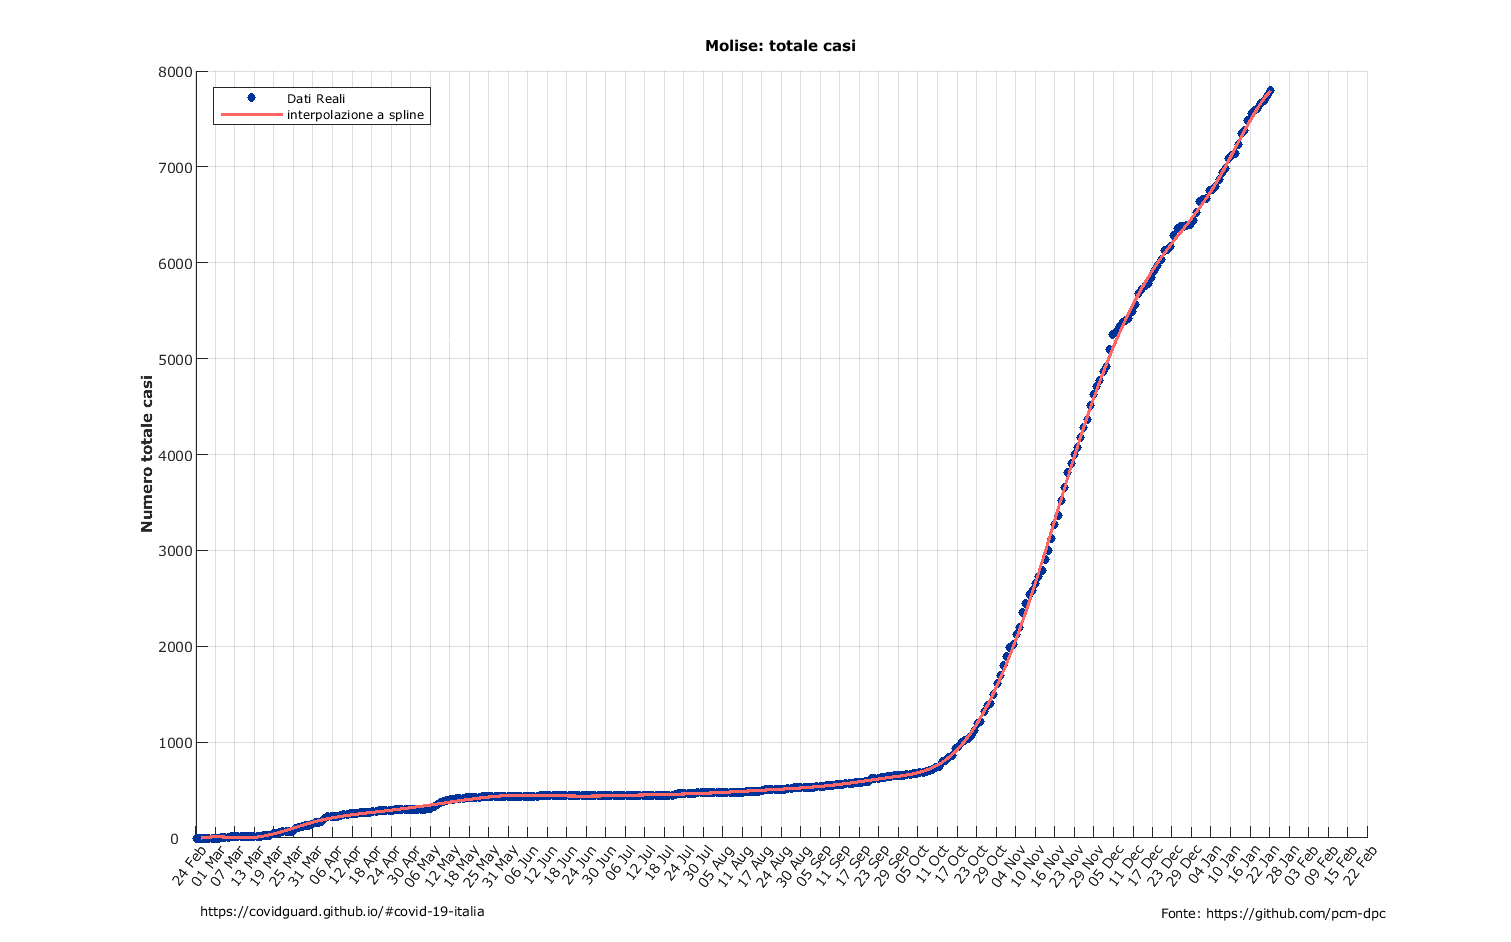 Molise: totale casi
Dati Reali
interpolazione a spline
Numero totale casi
8000
7000
6000
5000
4000
3000
2000
1000
0
24 Feb
01 Mar
07 Mar
13 Mar
19 Mar
25 Mar
31 Mar
06 Apr
12 Apr
18 Apr
24 Apr
30 Apr
06 May
12 May
18 May
25 May
31 May
06 Jun
12 Jun
18 Jun
24 Jun
30 Jun
06 Jul
12 Jul
18 Jul
24 Jul
30 Jul
05 Aug
11 Aug
17 Aug
24 Aug
30 Aug
05 Sep
11 Sep
17 Sep
23 Sep
29 Sep
05 Oct
11 Oct
17 Oct
23 Oct
29 Oct
04 Nov
10 Nov
16 Nov
23 Nov
29 Nov
05 Dec
11 Dec
17 Dec
23 Dec
29 Dec
04 Jan
10 Jan
16 Jan
22 Jan
28 Jan
03 Feb
09 Feb
15 Feb
22 Feb
https://covidguard.github.io/#covid-19-italia
Fonte: https://github.com/pcm-dpc